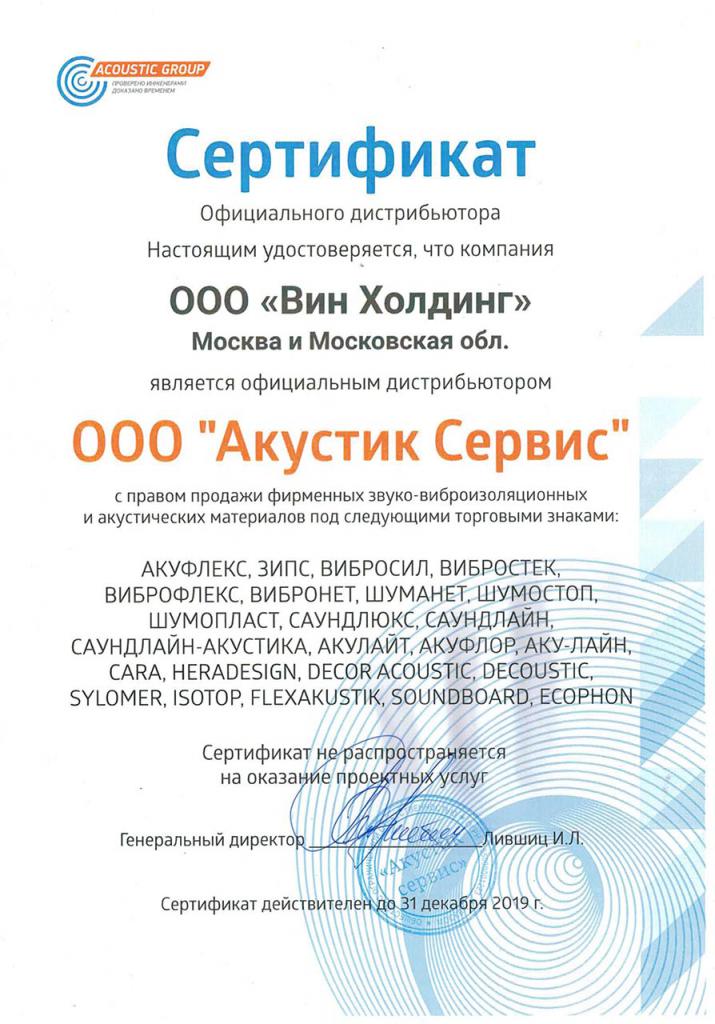 ACOUSTIC GROUP
ПРОВЕРЕНО ИНЖЕНЕРАМИ
ДОКАЗАНО ВРЕМЕНЕМ
Сертификат
Официального дистрибьютора
Настоящим удостоверяется, что компания
ООО «Вин Холдинг»
Москва и Московская обл.
является официальным дистрибьютором
ООО "Акустик Сервис"
с правом продажи фирменных звуко-виброизоляционных
и акустических материалов под следующими торговыми знаками:
АКУФЛЕКС, ЗИПС, ВИБРОСИЛ, ВИБРОСТЕК,
ВИБРОФЛЕКС, ВИБРОНЕТ, ШУМАНЕТ, ШУМОСТОП,
ШУМОПЛАСТ, САУНДЛЮКС, САУНДЛАЙН,
САУНДЛАЙН-АКУСТИКА, АКУЛАЙТ, АКУФЛОР, АКУ-ЛАЙН,
CARA, HERADESIGN, DECOR ACOUSTIC, DECOUSTIC,
SYLOMER, ISOTOP, FLEXAKUSTIK, SOUNDBOARD, ECOPHON
Сертификат не распространяется
на оказание проектных услуг
Генеральный директор Лившиц И.Л.
«Акустик
сервис»
Сертификат действителен до 31 декабря 2019 г.